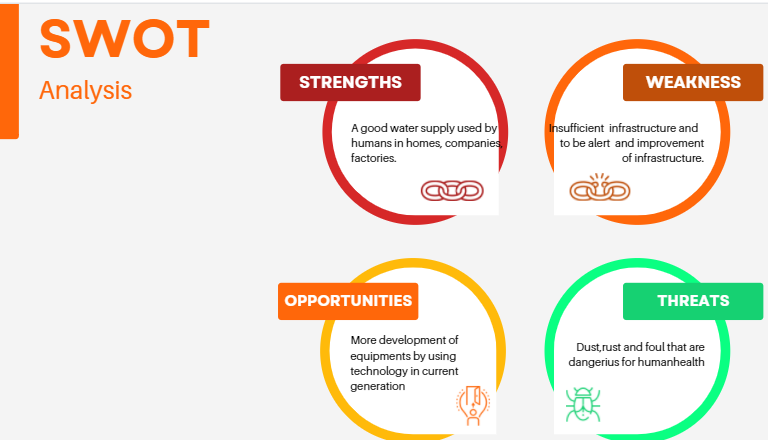 SWOT
Analysis
STRENGTHS
A good water supply used by
humans in homes, companies,
factories.
WEAKNESS
Insufficient infrastructure and
to be alert and improvement
of infrastructure.
OPPORTUNITIES
More development of
equipments by using
technology in current
generation
THREATS
Dust,rust and foul that are
dangerius for humanhealth